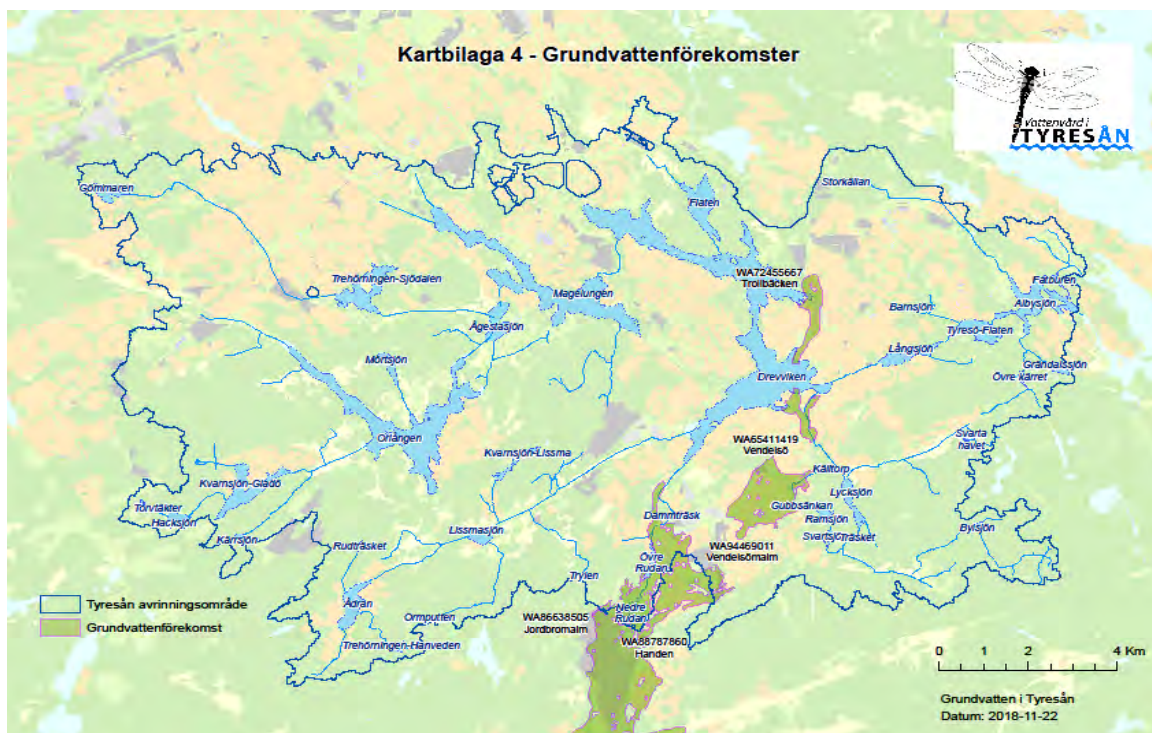 Kartbilaga 4 - Grundvattenförekomster
Vattenvård i
TYRESÅN
Gömmaren
Storkällan
Flaten
WA72455667
Trollbäcken
Trehörningen-Sjödalen
Magelungen
Fatburen
Albysjön
Barnsjön
Ågestasjön
Tyresö-Flaten
Långsjön
Mörtsjön
Grändalssjön
Drevviken
Övre kärret
Orlången
WA65411419
Vendelsö
Svarta
havet
Kvarnsjön-Lissma
Kvarnsjön-Gladö
Källtorp
Lycksjön
Torvtäkter
Gubbsänkan
Hacksjön
Dammträsk
Ramsjön
Lissmasjön
Bylsjön
Kärrsjön
Svartsjön
Träsket
Rudträsket
WA94469011
Vendelsömalm
Övre
Rudan
Trylen
Ådran
Nedre
Rudan
Tyresån avrinningsområde
Ormputten
WA86638505
Jordbromalm
Grundvattenförekomst
Trehörningen-Hanveden
WA88787860
Handen
0 1 2 4 Km
Grundvatten i Tyresån
Datum: 2018-11-22